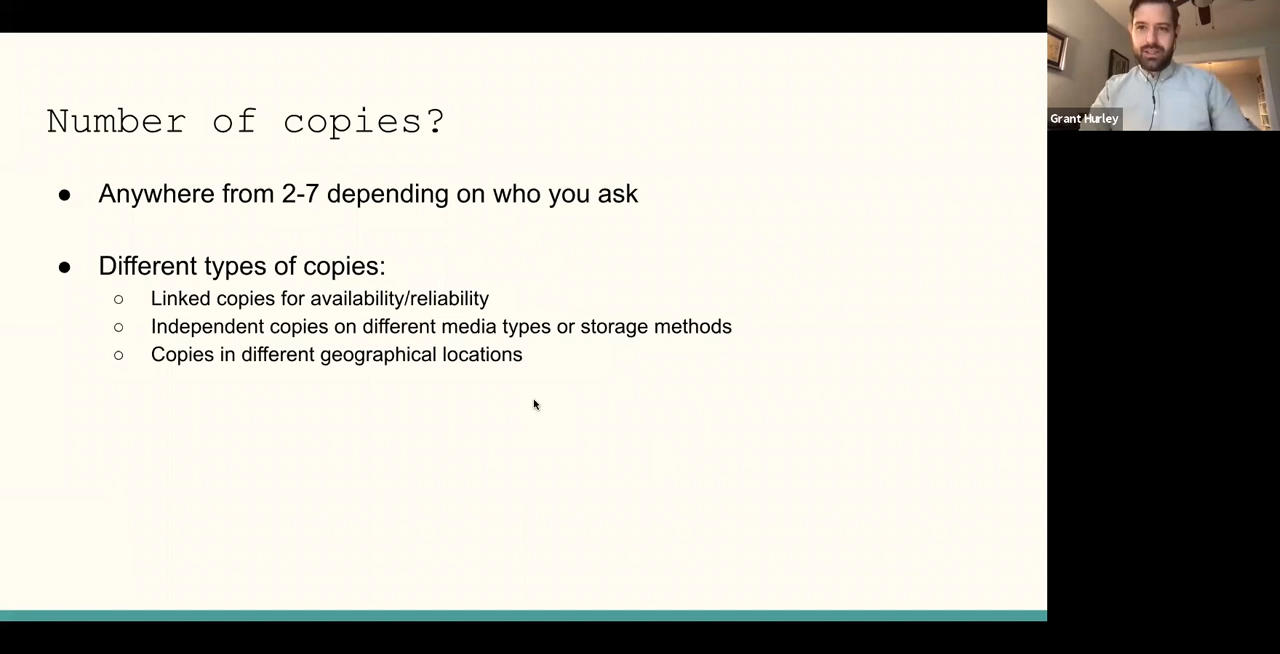 Number of copies?
● Anywhere from 2-7 depending on who you ask
● Different types of copies:
○ Linked copies for availability/reliability
○ Independent copies on different media types or storage methods
○ Copies in different geographical locations
Grant Hurley